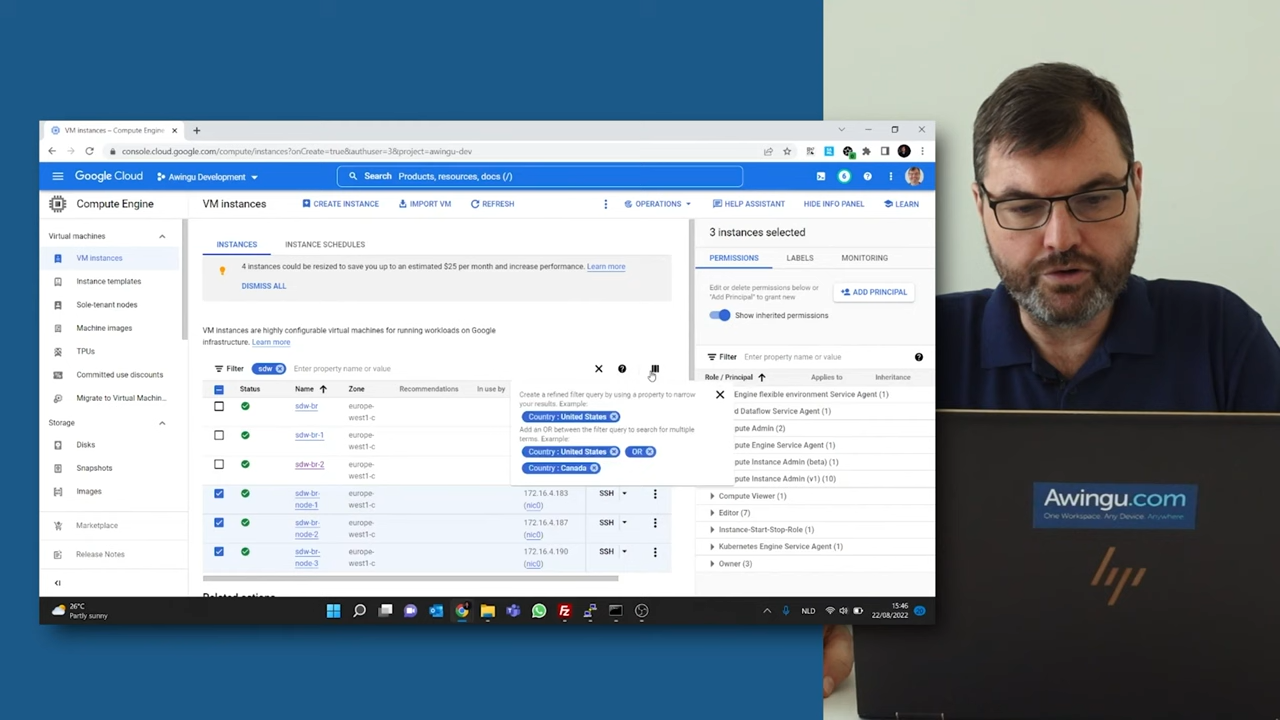 VM instances – Compute Engine
console.cloud.google.com/compute/instances?onCreate=true&authuser=3&project=awingu-dev
Google Cloud
Awingu Development
Search Products, resources, docs (/)
6
Compute Engine
VM instances
CREATE INSTANCE
IMPORT VM
REFRESH
OPERATIONS
HELP ASSISTANT
HIDE INFO PANEL
LEARN
Virtual machines
VM instances
Instance templates
Sole-tenant nodes
Machine images
TPUs
Committed use discounts
Migrate to Virtual Machin...
Storage
Disks
Snapshots
Images
Marketplace
Release Notes
INSTANCES
INSTANCE SCHEDULES
4 instances could be resized to save you up to an estimated $25 per month and increase performance. Learn more
DISMISS ALL
VM instances are highly configurable virtual machines for running workloads on Google
infrastructure. Learn more
Filter sdw Enter property name or value
Status Name Zone Recommendations In use by
sdw-br europe-
west1-c
sdw-br-1 europe-
west1-c
sdw-br-2 europe-
west1-c
sdw-br- europe- 172.16.4.183 SSH
node-1 west1-c (nic0)
sdw-br- europe- 172.16.4.187 SSH
node-2 west1-c (nic0)
sdw-br- europe- 172.16.4.190 SSH
node-3 west1-c (nic0)
Create a refined filter query by using a property to narrow
your results. Example:
Country : United States
Add an OR between the filter query to search for multiple
terms. Example:
Country : United States OR
Country : Canada
3 instances selected
PERMISSIONS
LABELS
MONITORING
Edit or delete permissions below or
"Add Principal" to grant new
ADD PRINCIPAL
Show inherited permissions
Filter Enter property name or value
Role / Principal Applies to Inheritance
Engine flexible environment Service Agent (1)
d Dataflow Service Agent (1)
pute Admin (2)
pute Engine Service Agent (1)
pute Instance Admin (beta) (1)
pute Instance Admin (v1) (10)
Compute Viewer (1)
Editor (7)
Instance-Start-Stop-Role (1)
Kubernetes Engine Service Agent (1)
Owner (3)
26°C
Partly sunny
NLD
15:46
22/08/2022
Awingu.com
One Workspace. Any Device. Anywhere
hp